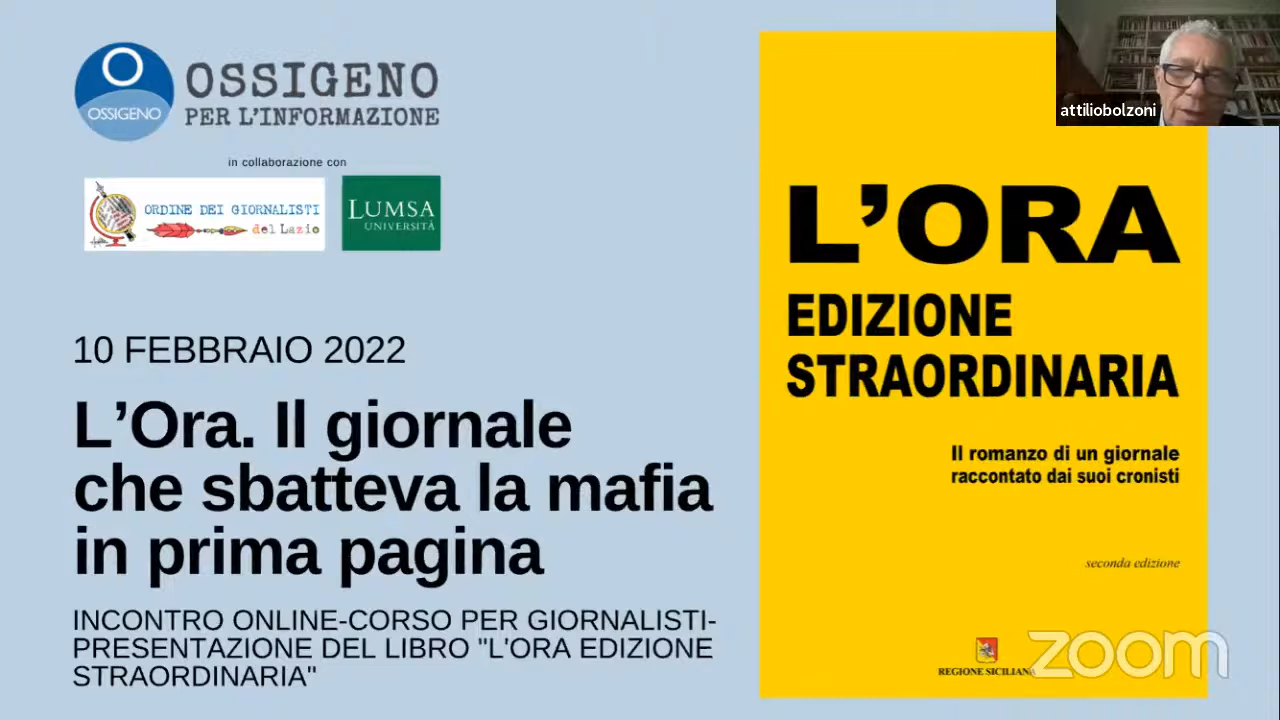 OSSIGENO
OSSIGENO
PER L'INFORMAZIONE
in collaborazione con
ORDINE DEI GIORNALISTI
del Lazio
LUMSA
UNIVERSITÀ
10 FEBBRAIO 2022
L'Ora. Il giornale
che sbatteva la mafia
in prima pagina
INCONTRO ONLINE-CORSO PER GIORNALISTI-
PRESENTAZIONE DEL LIBRO "L'ORA EDIZIONE
STRAORDINARIA"
attiliobolzoni
L'ORA
EDIZIONE
STRAORDINARIA
Il romanzo di un giornale
raccontato dai suoi cronisti
seconda edizione
REGIONE SICILIANA
zoom